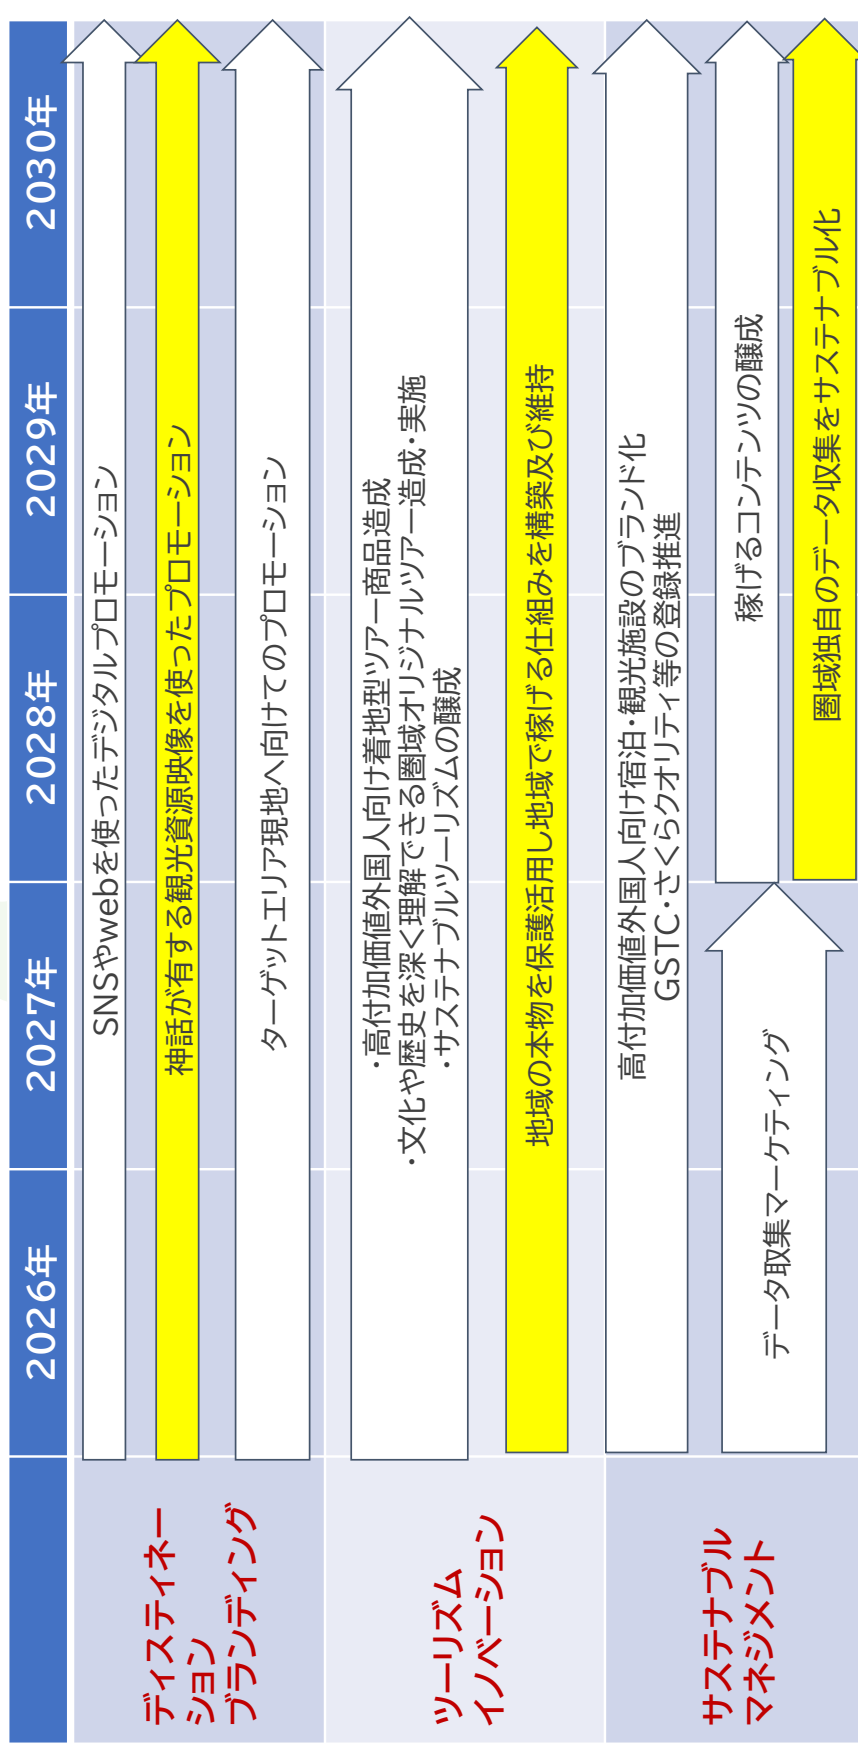 2026年
2027年
2028年
2029年
2030年
ディスティネー
ション
ブランディング
SNSやwebを使ったデジタルプロモーション
神話が有する観光資源映像を使ったプロモーション
ターゲットエリア現地へ向けてのプロモーション
ツーリズム
イノベーション
・高付加価値外国人向け着地型ツアー商品造成
・文化や歴史を深く理解できる圏域オリジナルツアー造成・実施
・サステナブルツーリズムの醸成
地域の本物を保護活用し地域で稼げる仕組みを構築及び維持
サステナブル
マネジメント
高付加価値外国人向け宿泊・観光施設のブランド化
GSTC・さくらクオリティ等の登録推進
データ取集マーケティング
稼げるコンテンツの醸成
圏域独自のデータ収集をサステナブル化